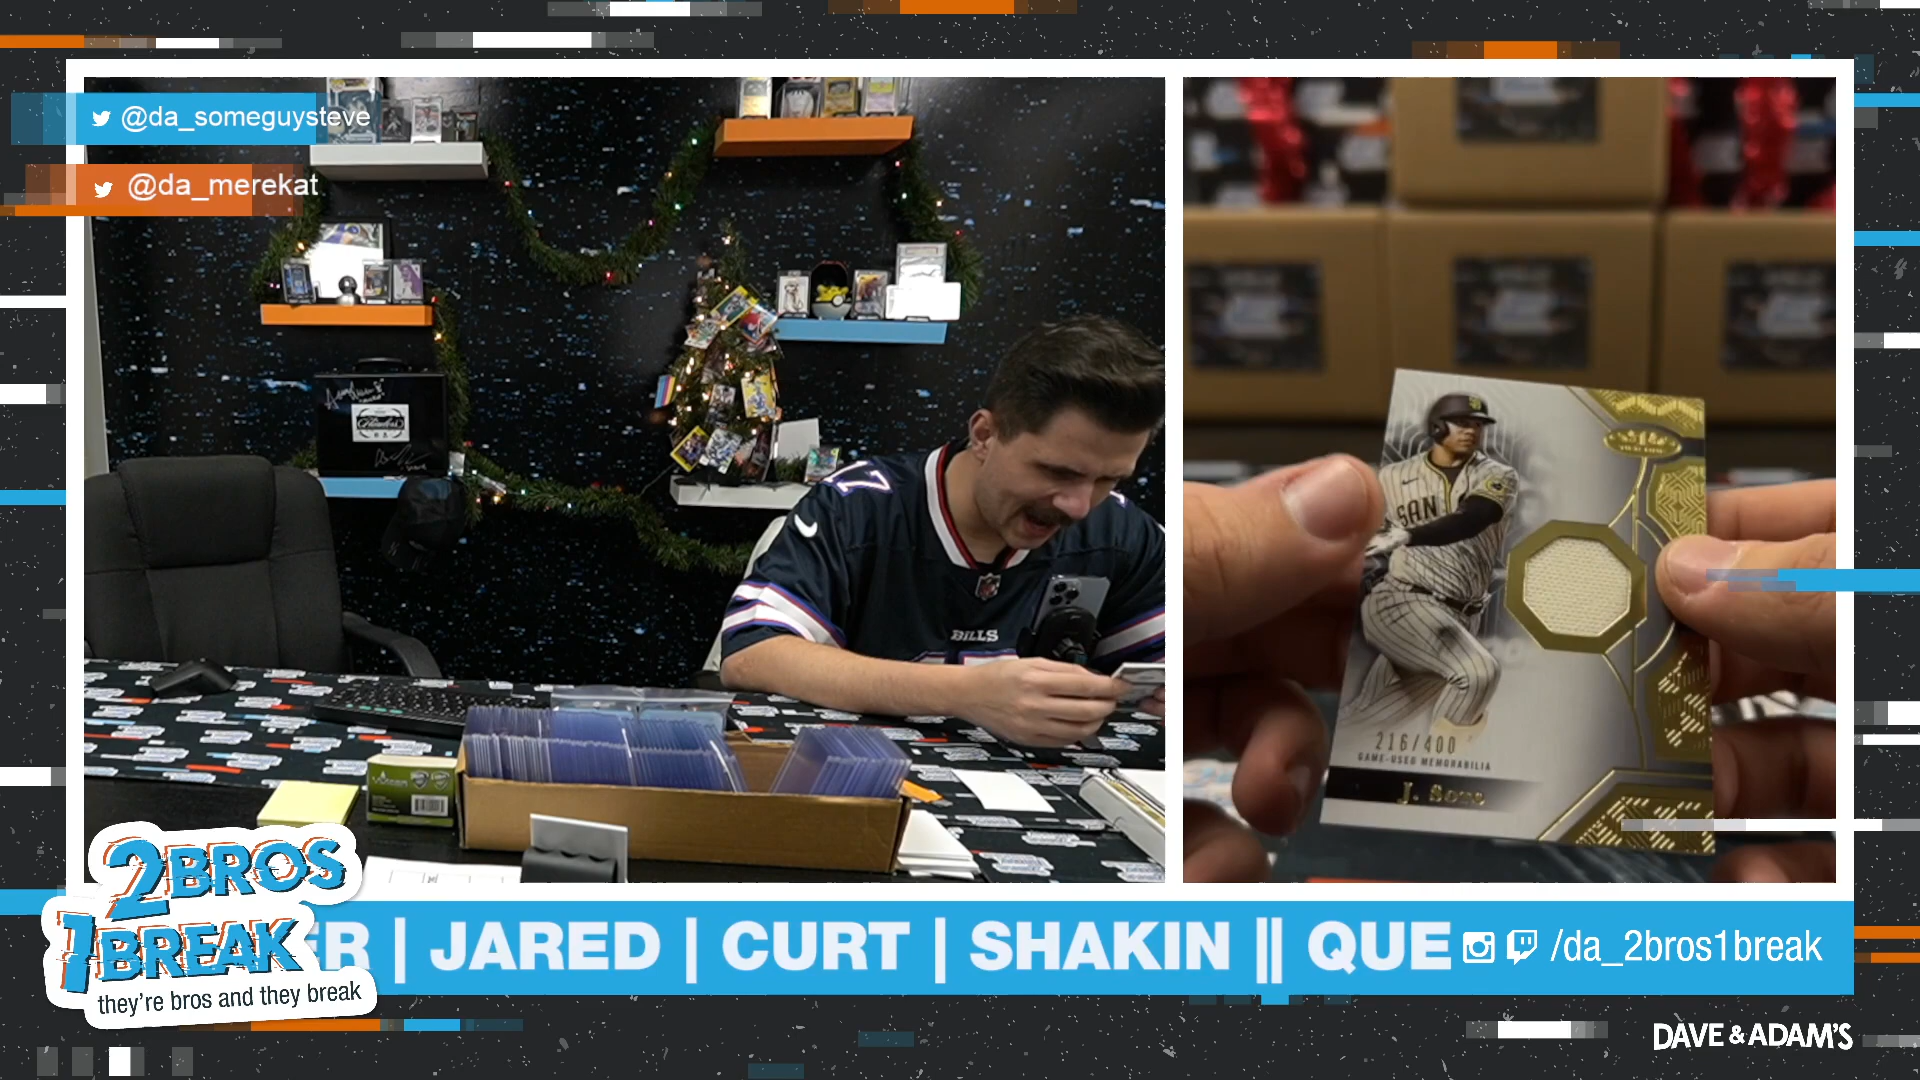 @da_someguysteve
@da_merekat
17
BILLS
SAN
216/400
GAME-USED MEMORABILIA
J. Soto
2BROS
1BREAK
they're bros and they break
ER | JARED | CURT | SHAKIN || QUE
/da_2bros1break
DAVE & ADAM'S